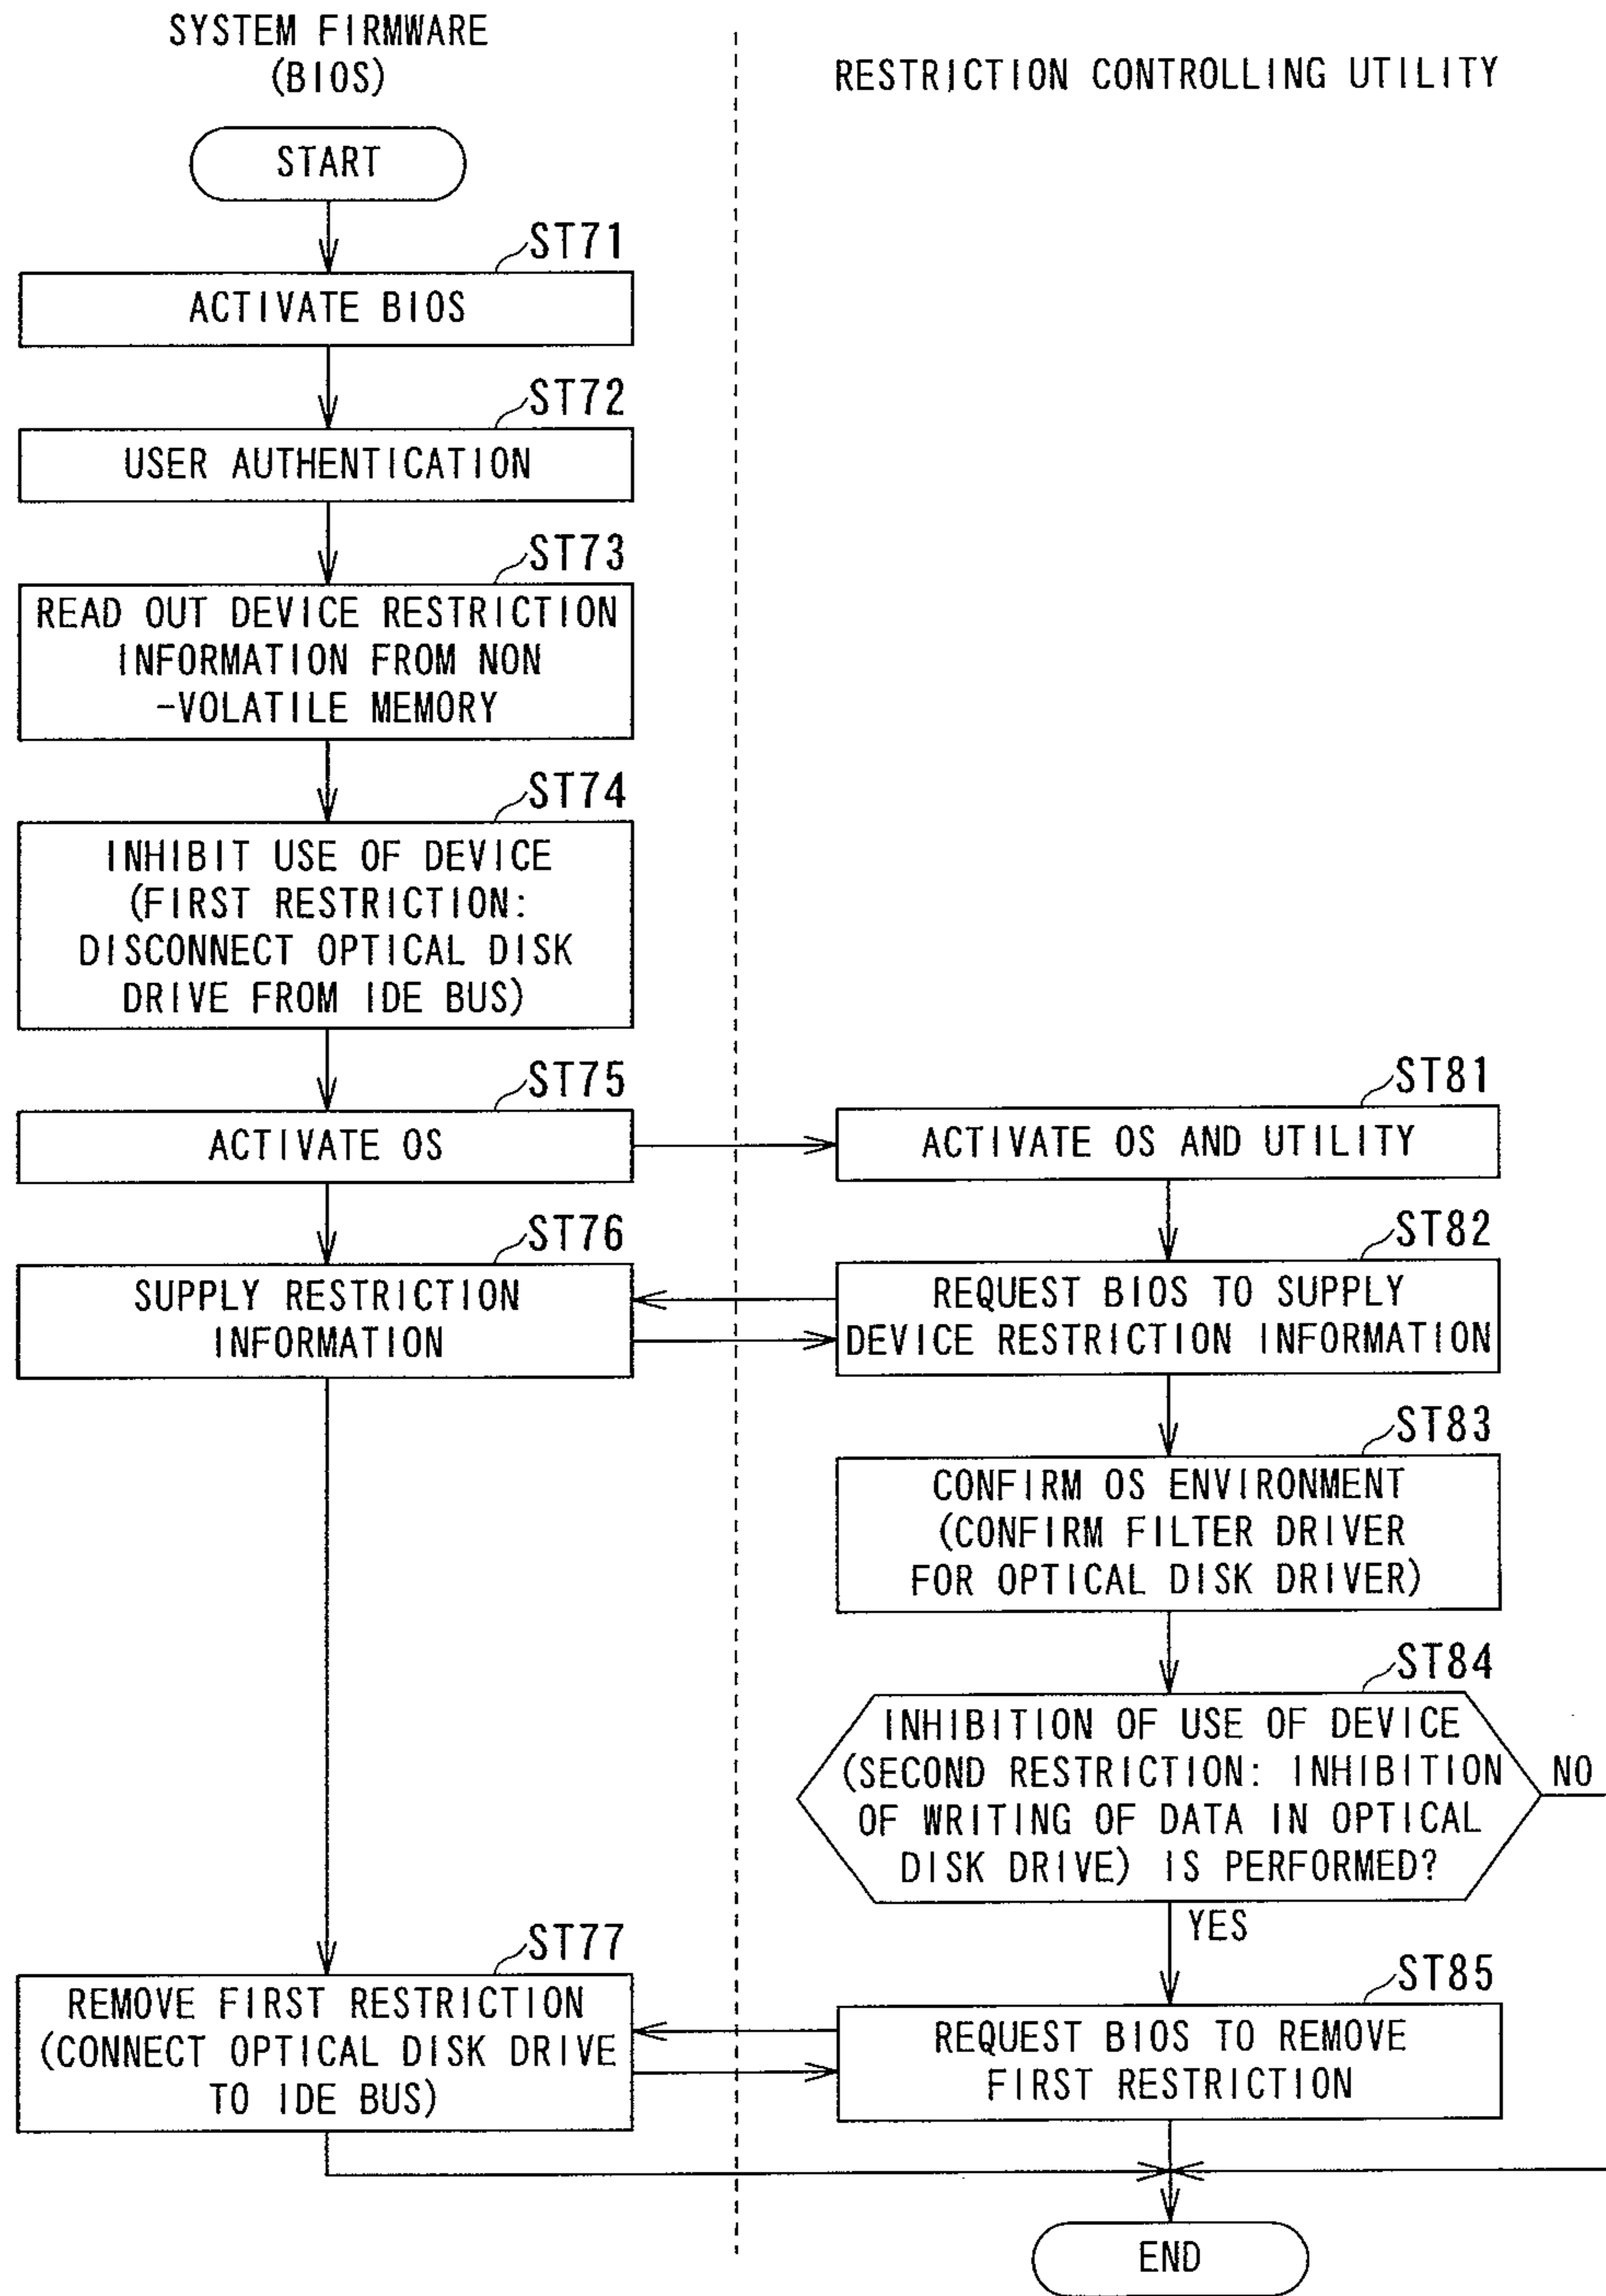 SYSTEM FIRMWARE
(BIOS)
RESTRICTION CONTROLLING UTILITY
START
ST71
ACTIVATE BIOS
ST72
USER AUTHENTICATION
ST73
READ OUT DEVICE RESTRICTION
INFORMATION FROM NON
-VOLATILE MEMORY
ST74
INHIBIT USE OF DEVICE
(FIRST RESTRICTION:
DISCONNECT OPTICAL DISK
DRIVE FROM IDE BUS)
ST75
ACTIVATE OS
ST81
ACTIVATE OS AND UTILITY
ST76
SUPPLY RESTRICTION
INFORMATION
ST82
REQUEST BIOS TO SUPPLY
DEVICE RESTRICTION INFORMATION
ST83
CONFIRM OS ENVIRONMENT
(CONFIRM FILTER DRIVER
FOR OPTICAL DISK DRIVER)
ST84
INHIBITION OF USE OF DEVICE
(SECOND RESTRICTION: INHIBITION
OF WRITING OF DATA IN OPTICAL
DISK DRIVE) IS PERFORMED?
NO
YES
ST77
REMOVE FIRST RESTRICTION
(CONNECT OPTICAL DISK DRIVE
TO IDE BUS)
ST85
REQUEST BIOS TO REMOVE
FIRST RESTRICTION
END